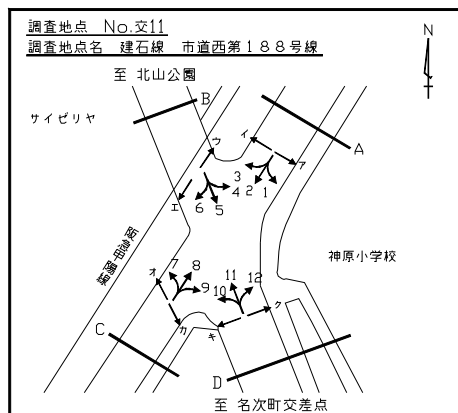 調査地点 No.交11
調査地点名 建石線 市道西第188号線
至 北山公園
N
サイゼリヤ
B
A
ウ
イ
ア
エ
3
4
2
1
6
5
阪急甲陽線
神原小学校
オ
7
8
9
10
11
12
カ
キ
ク
C
D
至 名次町交差点